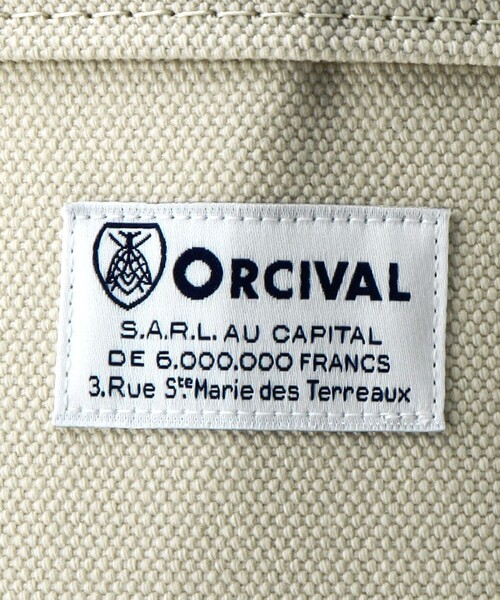 ORCIVAL
S.A.R.L. AU CAPITAL
DE 6.000.000 FRANCS
3.Rue Ste Marie des Terreaux